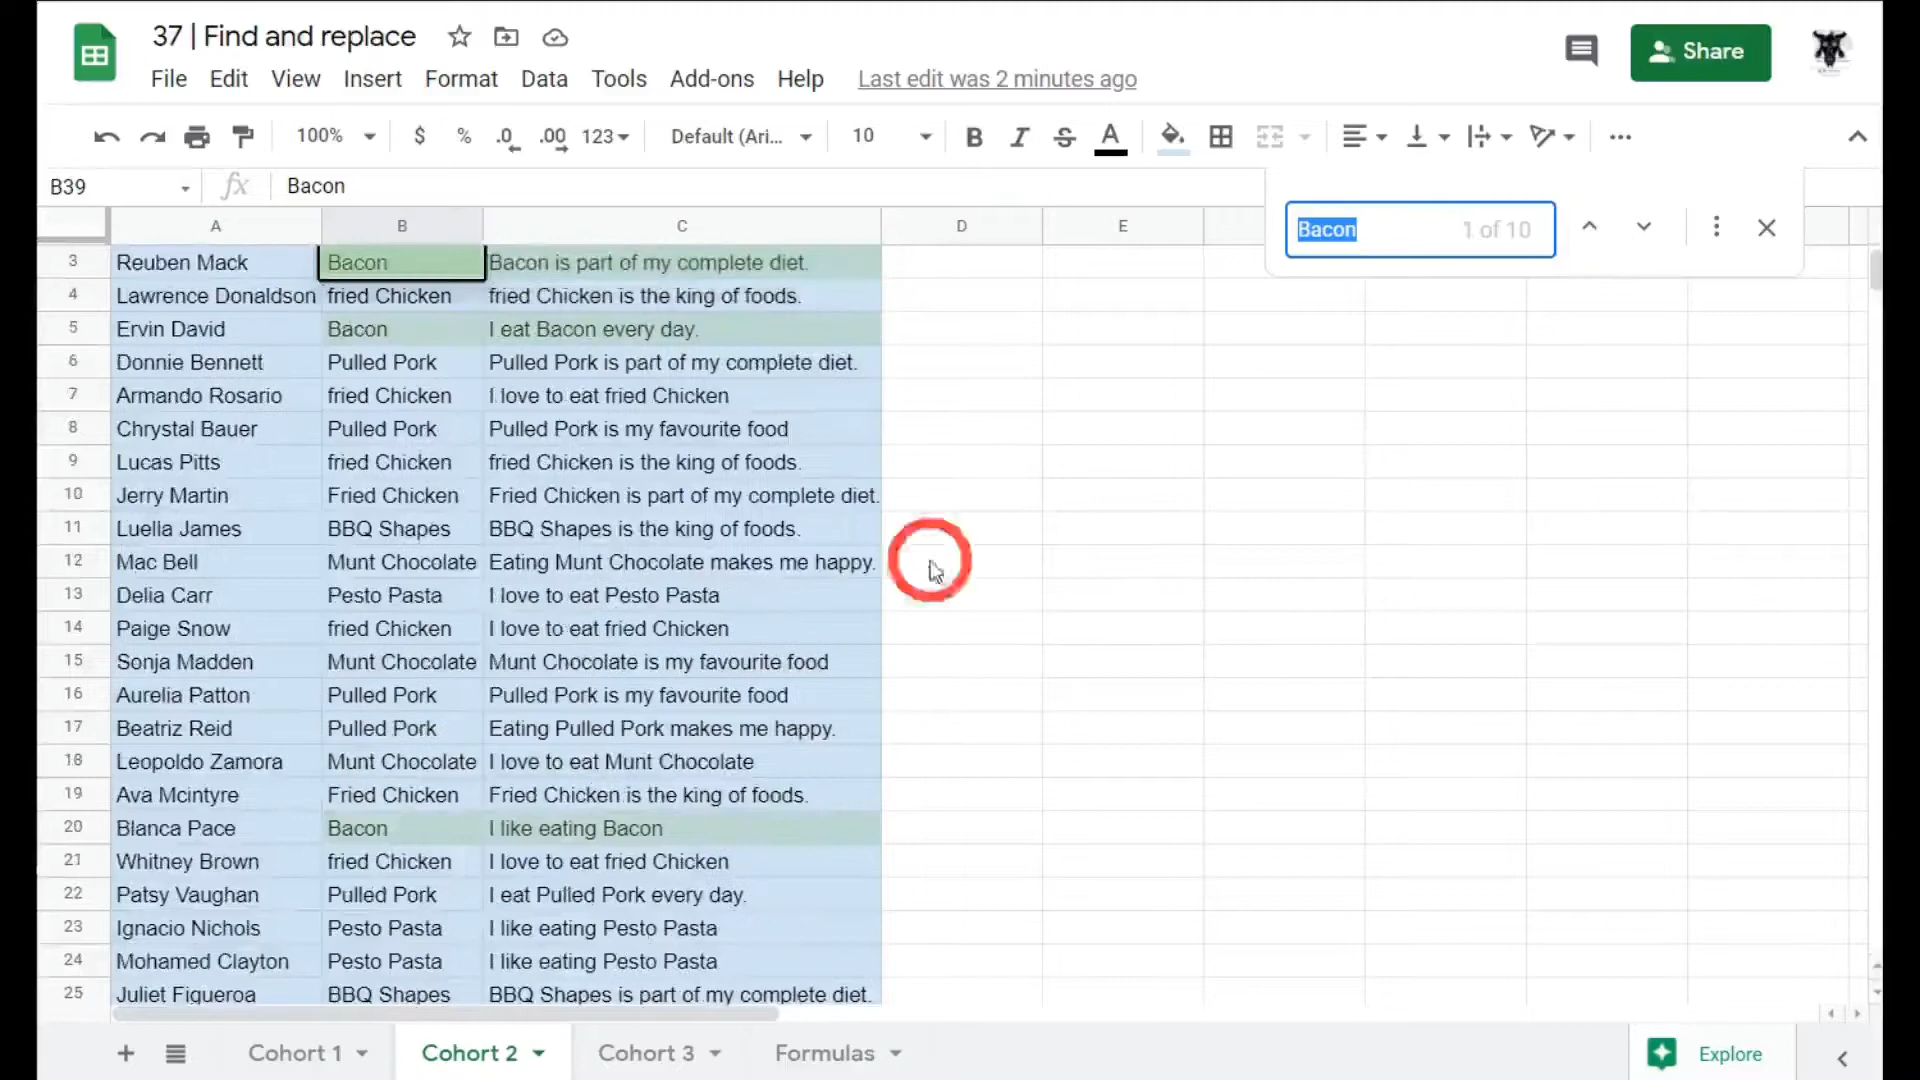 37 | Find and replace
Share
File Edit View Insert Format Data Tools Add-ons Help Last edit was 2 minutes ago
100% $ % .0 .00 123 Default (Ari... 10 B I S A
B39 fx Bacon
Bacon 1 of 10
A B C D E
3 Reuben Mack Bacon Bacon is part of my complete diet.
4 Lawrence Donaldson fried Chicken fried Chicken is the king of foods.
5 Ervin David Bacon I eat Bacon every day.
6 Donnie Bennett Pulled Pork Pulled Pork is part of my complete diet.
7 Armando Rosario fried Chicken I love to eat fried Chicken
8 Chrystal Bauer Pulled Pork Pulled Pork is my favourite food
9 Lucas Pitts fried Chicken fried Chicken is the king of foods.
10 Jerry Martin Fried Chicken Fried Chicken is part of my complete diet.
11 Luella James BBQ Shapes BBQ Shapes is the king of foods.
12 Mac Bell Munt Chocolate Eating Munt Chocolate makes me happy.
13 Delia Carr Pesto Pasta I love to eat Pesto Pasta
14 Paige Snow fried Chicken I love to eat fried Chicken
15 Sonja Madden Munt Chocolate Munt Chocolate is my favourite food
16 Aurelia Patton Pulled Pork Pulled Pork is my favourite food
17 Beatriz Reid Pulled Pork Eating Pulled Pork makes me happy.
18 Leopoldo Zamora Munt Chocolate I love to eat Munt Chocolate
19 Ava Mcintyre Fried Chicken Fried Chicken is the king of foods.
20 Blanca Pace Bacon I like eating Bacon
21 Whitney Brown fried Chicken I love to eat fried Chicken
22 Patsy Vaughan Pulled Pork I eat Pulled Pork every day.
23 Ignacio Nichols Pesto Pasta I like eating Pesto Pasta
24 Mohamed Clayton Pesto Pasta I like eating Pesto Pasta
25 Juliet Figueroa BBQ Shapes BBQ Shapes is part of my complete diet.
Cohort 1 Cohort 2 Cohort 3 Formulas Explore